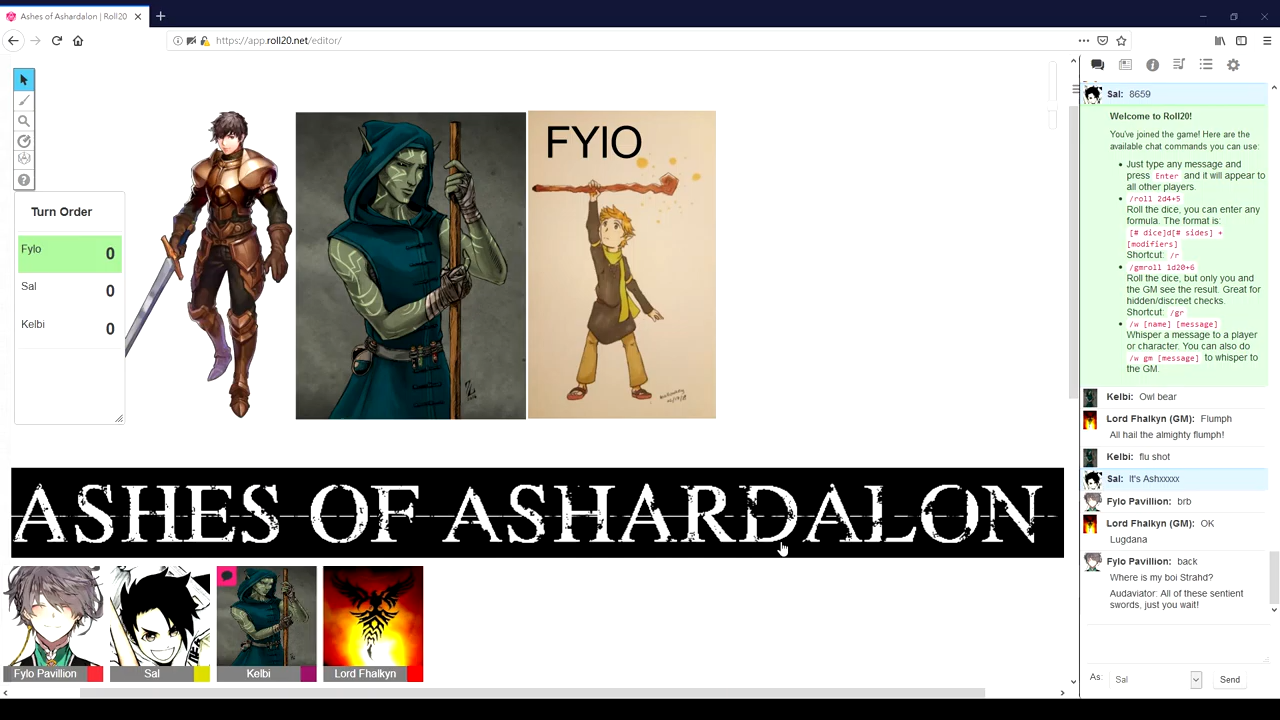 Ashes of Ashardalon | Roll20
https://app.roll20.net/editor/
Turn Order
Fylo 0
Sal 0
Kelbi 0
FYlO
ASHES OF ASHARDALON
Fylo Pavillion
Sal
Kelbi
Lord Fhalkyn
Sal: 8659
Welcome to Roll20!
You've joined the game! Here are the
available chat commands you can use:
Just type any message and
press Enter and it will appear to
all other players.
/roll 2d4+5
Roll the dice, you can enter any
formula. The format is:
[# dice]d[# sides] +
[modifiers]
Shortcut: /r
/gmroll 1d20+6
Roll the dice, but only you and
the GM see the result. Great for
hidden/discreet checks.
Shortcut: /gr
/w [name] [message]
Whisper a message to a player
or character. You can also do
/w gm [message] to whisper to
the GM.
Kelbi: Owl bear
Lord Fhalkyn (GM): Flumph
All hail the almighty flumph!
Kelbi: flu shot
Sal: It's Ashxxxxx
Fylo Pavillion: brb
Lord Fhalkyn (GM): OK
Lugdana
Fylo Pavillion: back
Where is my boi Strahd?
Audaviator: All of these sentient
swords, just you wait!
As: Sal
Send